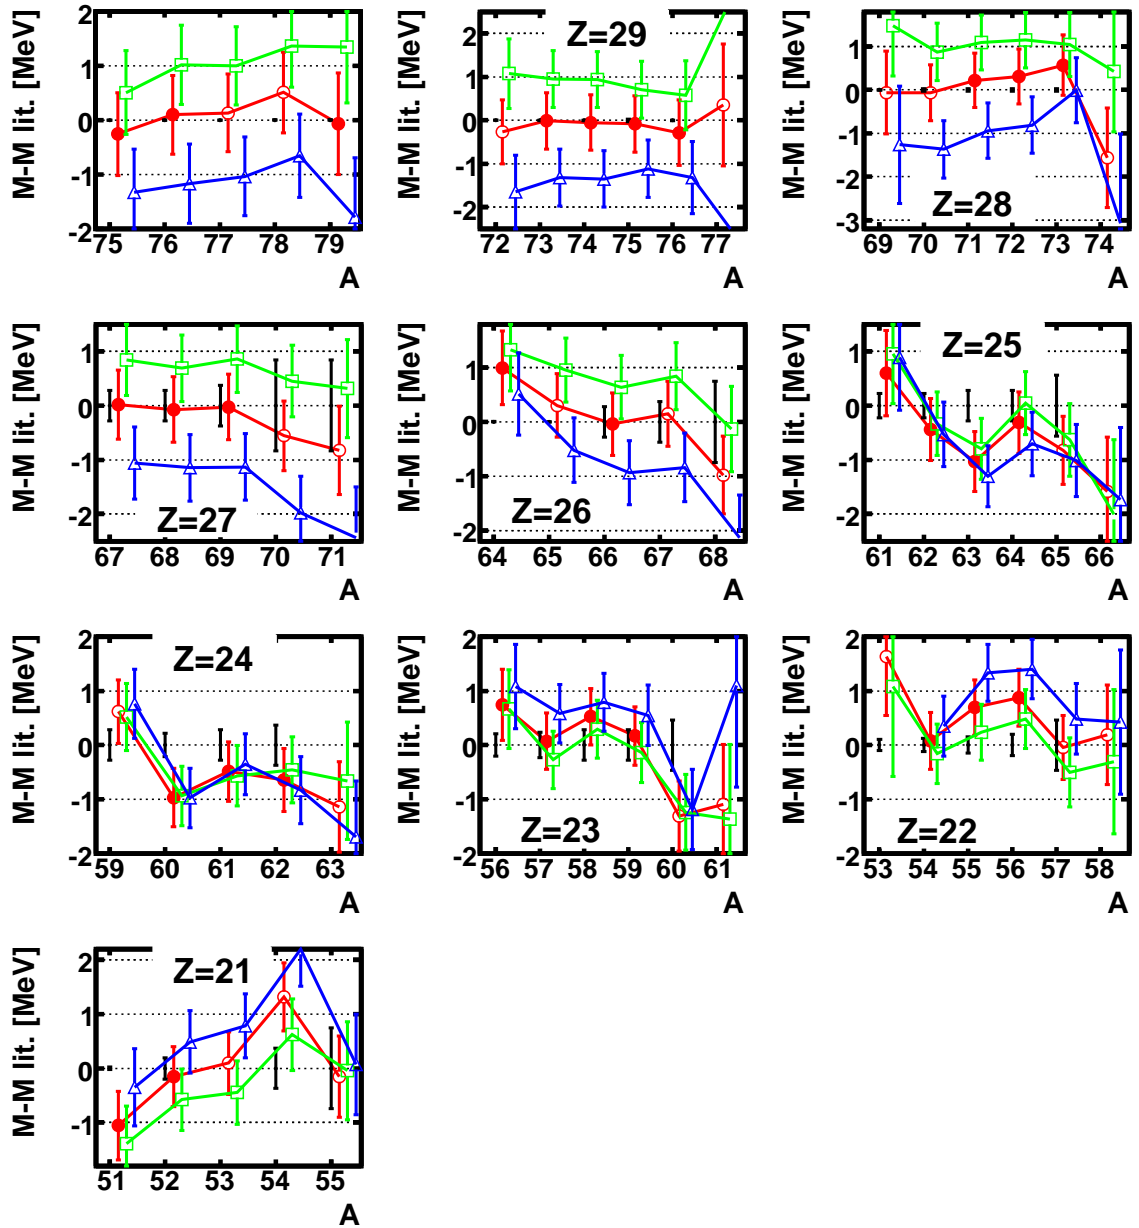 M-M lit. [MeV]
2
1
0
-1
-2
75 76 77 78 79
A
M-M lit. [MeV]
Z=29
2
1
0
-1
-2
72 73 74 75 76 77
A
M-M lit. [MeV]
1
0
-1
-2
-3
Z=28
69 70 71 72 73 74
A
M-M lit. [MeV]
1
0
-1
-2
Z=27
67 68 69 70 71
A
M-M lit. [MeV]
1
0
-1
-2
Z=26
64 65 66 67 68
A
M-M lit. [MeV]
Z=25
1
0
-1
-2
61 62 63 64 65 66
A
M-M lit. [MeV]
Z=24
2
1
0
-1
-2
59 60 61 62 63
A
M-M lit. [MeV]
2
1
0
-1
-2
Z=23
56 57 58 59 60 61
A
M-M lit. [MeV]
2
1
0
-1
-2
Z=22
53 54 55 56 57 58
A
M-M lit. [MeV]
Z=21
2
1
0
-1
51 52 53 54 55
A